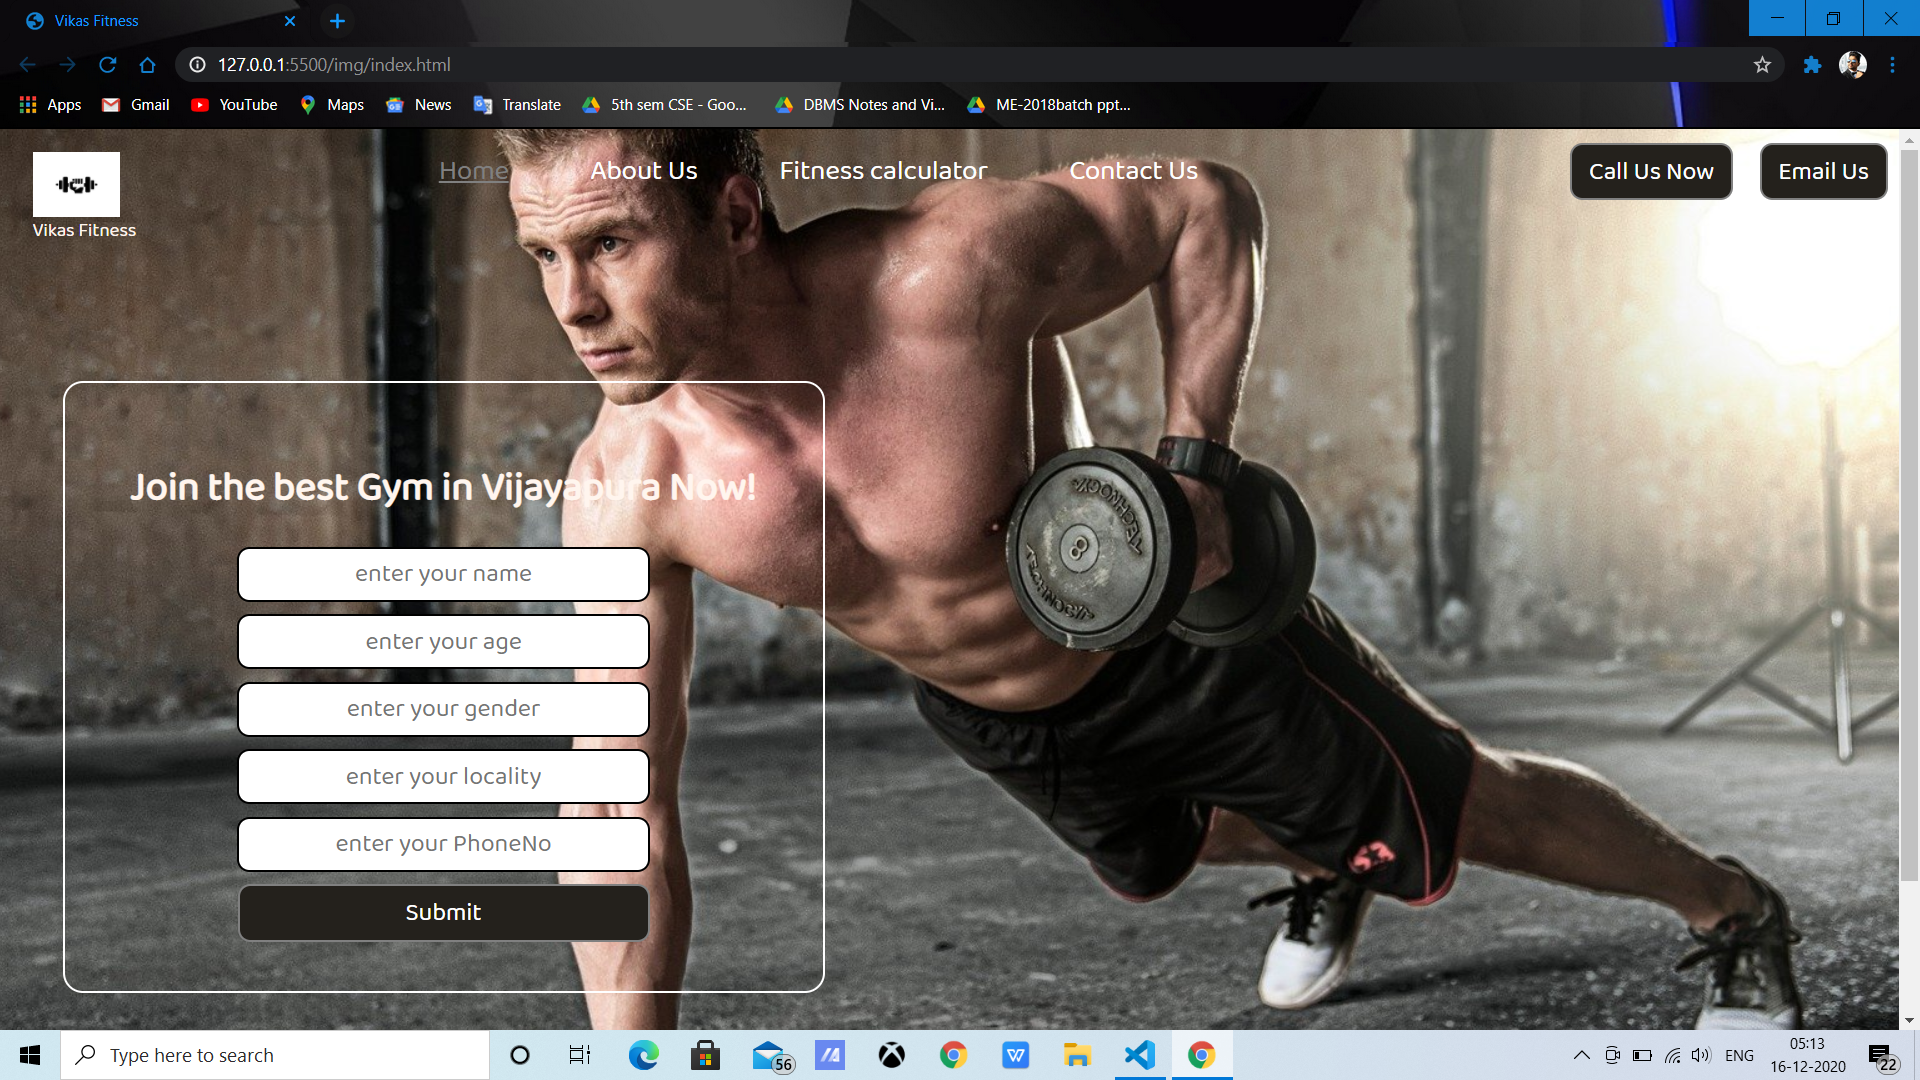 Vikas Fitness
127.0.0.1:5500/img/index.html
Apps Gmail YouTube Maps News Translate 5th sem CSE - Goo... DBMS Notes and Vi... ME-2018batch ppt...
Vikas Fitness
Home About Us Fitness calculator Contact Us Call Us Now Email Us
Join the best Gym in Vijayapura Now!
enter your name
enter your age
enter your gender
enter your locality
enter your PhoneNo
Submit
TECHNOGYM
8
TECHNOGYM
S3
Type here to search
56
ENG
05:13
16-12-2020
22